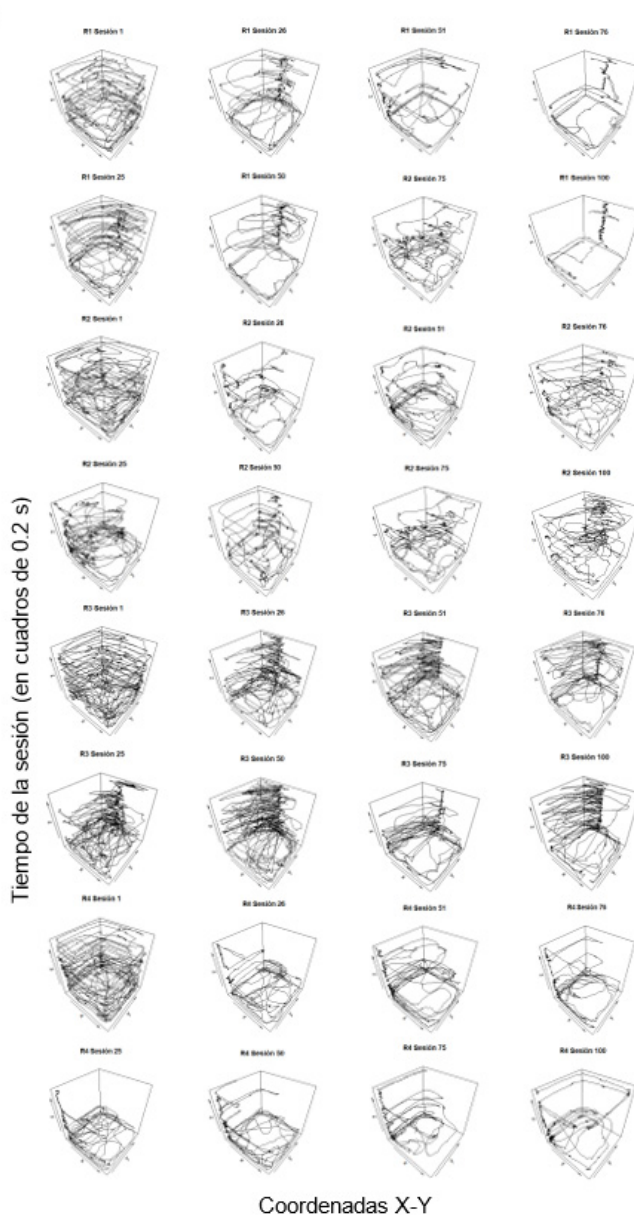 R1 Sesión 1
R1 Sesión 26
R1 Sesión 51
R1 Sesión 76
R1 Sesión 25
R1 Sesión 50
R2 Sesión 75
R1 Sesión 100
R2 Sesión 1
R2 Sesión 26
R2 Sesión 51
R2 Sesión 76
R2 Sesión 25
R2 Sesión 50
R2 Sesión 75
R2 Sesión 100
R3 Sesión 1
R3 Sesión 26
R3 Sesión 51
R3 Sesión 76
R3 Sesión 25
R3 Sesión 50
R3 Sesión 75
R3 Sesión 100
R4 Sesión 1
R4 Sesión 26
R4 Sesión 51
R4 Sesión 76
R4 Sesión 25
R4 Sesión 50
R4 Sesión 75
R4 Sesión 100
Tiempo de la sesión (en cuadros de 0.2 s)
Coordenadas X-Y